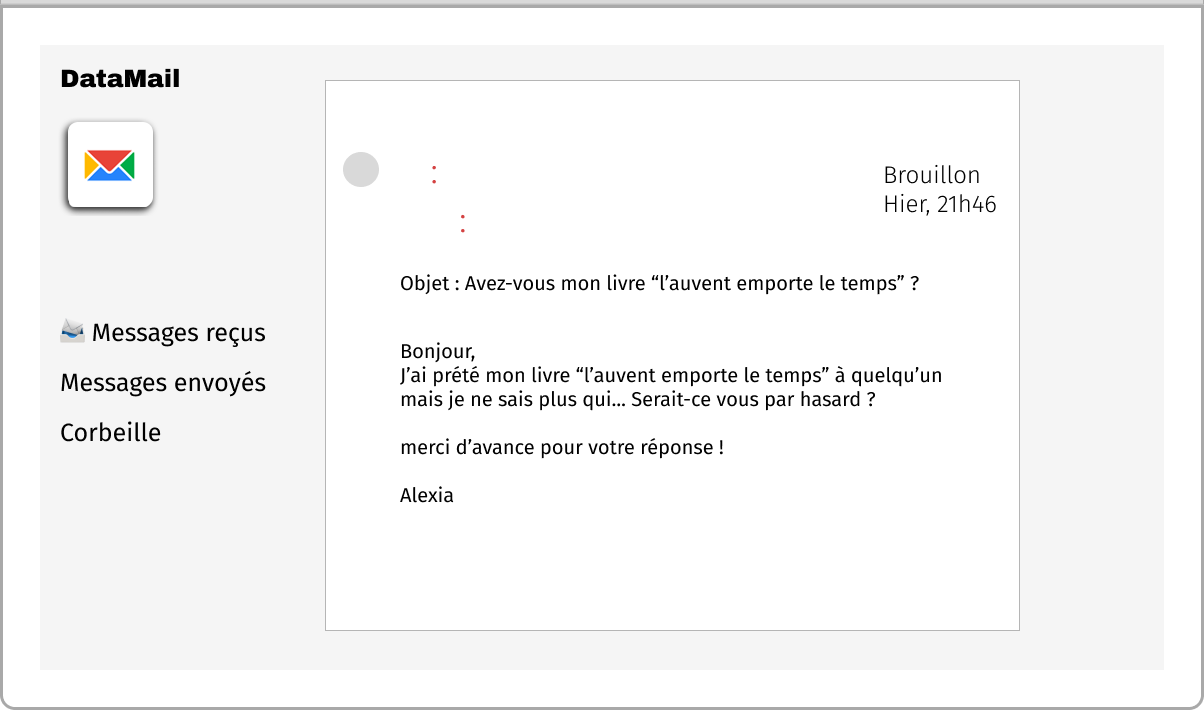 DataMail
:
Brouillon
:
Hier, 21h46
Objet : Avez-vous mon livre “l’auvent emporte le temps” ?
Messages reçus
Messages envoyés
Corbeille
Bonjour,
J’ai prété mon livre “l’auvent emporte le temps” à quelqu’un
mais je ne sais plus qui... Serait-ce vous par hasard ?
merci d’avance pour votre réponse !
Alexia